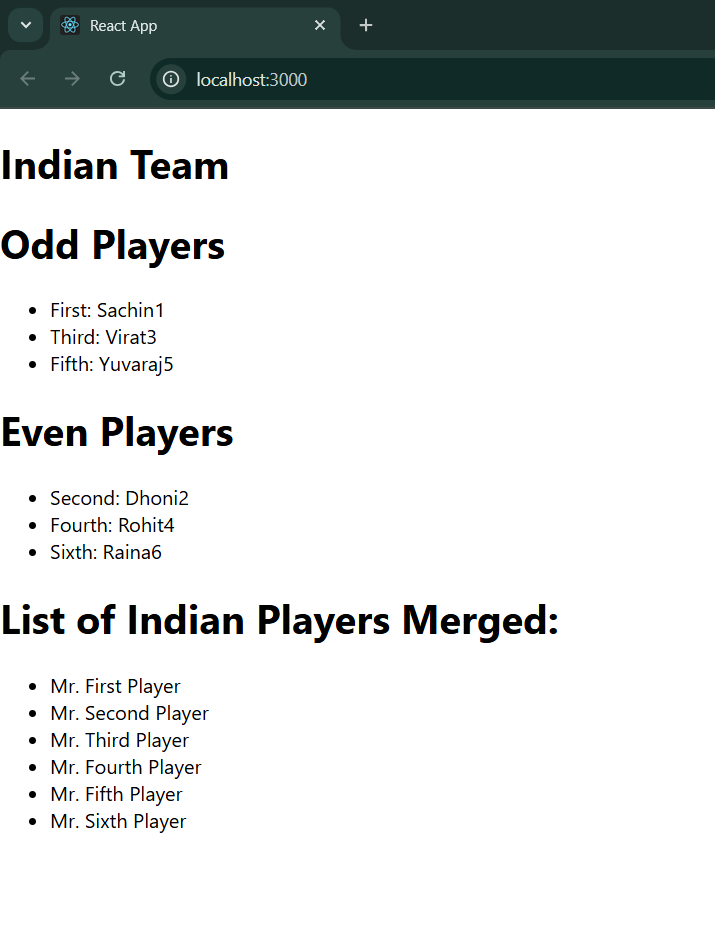 React App
localhost:3000
Indian Team
Odd Players
First: Sachin1
Third: Virat3
Fifth: Yuvaraj5
Even Players
Second: Dhoni2
Fourth: Rohit4
Sixth: Raina6
List of Indian Players Merged:
Mr. First Player
Mr. Second Player
Mr. Third Player
Mr. Fourth Player
Mr. Fifth Player
Mr. Sixth Player